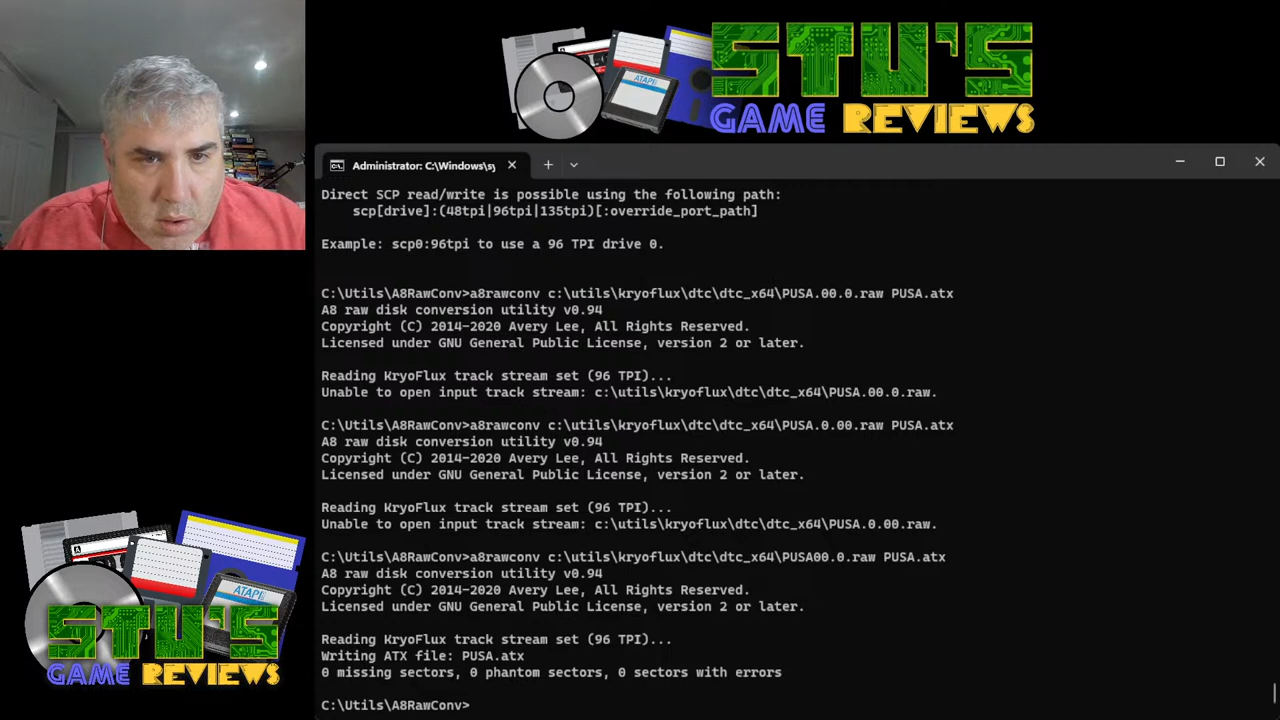 STU'S
GAME REVIEWS
ATARI
Administrator: C:\Windows\sy
Direct SCP read/write is possible using the following path:
scp[drive]:(48tpi|96tpi|135tpi)[:override_port_path]
Example: scp0:96tpi to use a 96 TPI drive 0.
C:\Utils\A8RawConv>a8rawconv c:\utils\kryoflux\dtc\dtc_x64\PUSA.00.0.raw PUSA.atx
A8 raw disk conversion utility v0.94
Copyright (C) 2014-2020 Avery Lee, All Rights Reserved.
Licensed under GNU General Public License, version 2 or later.
Reading KryoFlux track stream set (96 TPI)...
Unable to open input track stream: c:\utils\kryoflux\dtc\dtc_x64\PUSA.00.0.raw.
C:\Utils\A8RawConv>a8rawconv c:\utils\kryoflux\dtc\dtc_x64\PUSA.0.00.raw PUSA.atx
A8 raw disk conversion utility v0.94
Copyright (C) 2014-2020 Avery Lee, All Rights Reserved.
Licensed under GNU General Public License, version 2 or later.
Reading KryoFlux track stream set (96 TPI)...
Unable to open input track stream: c:\utils\kryoflux\dtc\dtc_x64\PUSA.0.00.raw.
C:\Utils\A8RawConv>a8rawconv c:\utils\kryoflux\dtc\dtc_x64\PUSA00.0.raw PUSA.atx
A8 raw disk conversion utility v0.94
Copyright (C) 2014-2020 Avery Lee, All Rights Reserved.
Licensed under GNU General Public License, version 2 or later.
Reading KryoFlux track stream set (96 TPI)...
Writing ATX file: PUSA.atx
0 missing sectors, 0 phantom sectors, 0 sectors with errors
C:\Utils\A8RawConv>
ATARI
STU'S
GAME REVIEWS